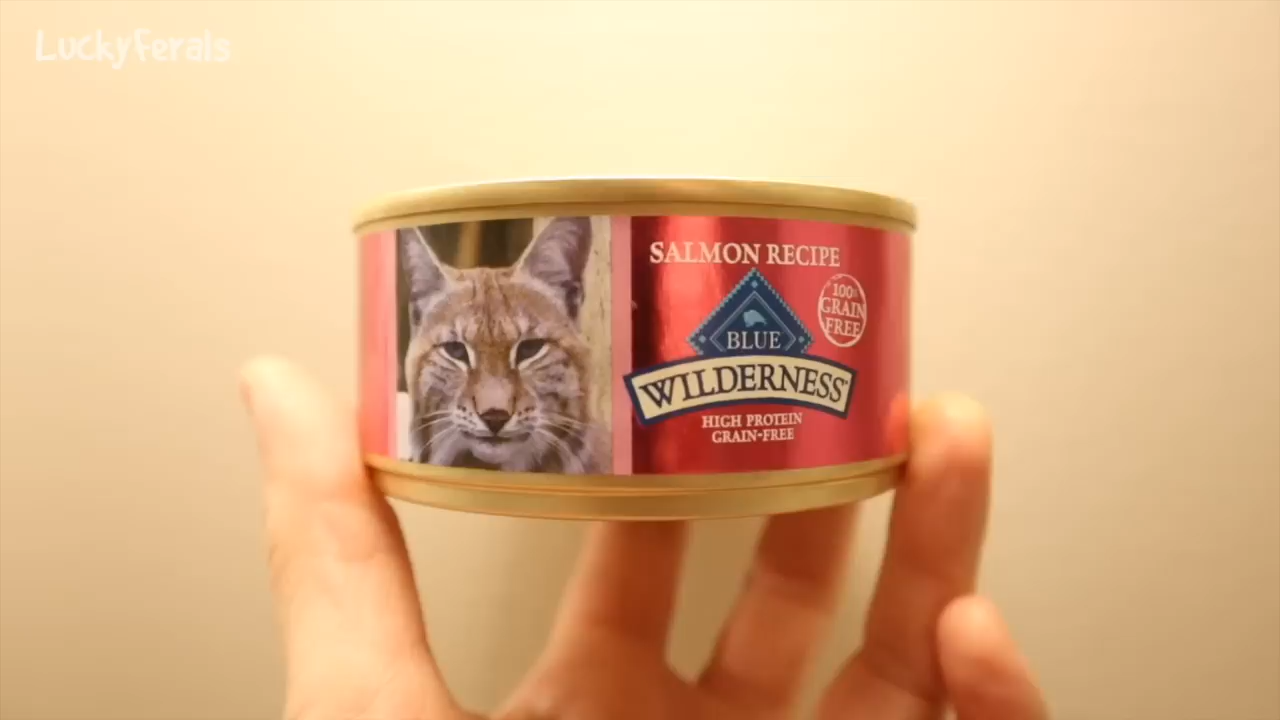 LuckyFerals
SALMON RECIPE
100%
GRAIN
FREE
BLUE
WILDERNESS
HIGH PROTEIN
GRAIN-FREE